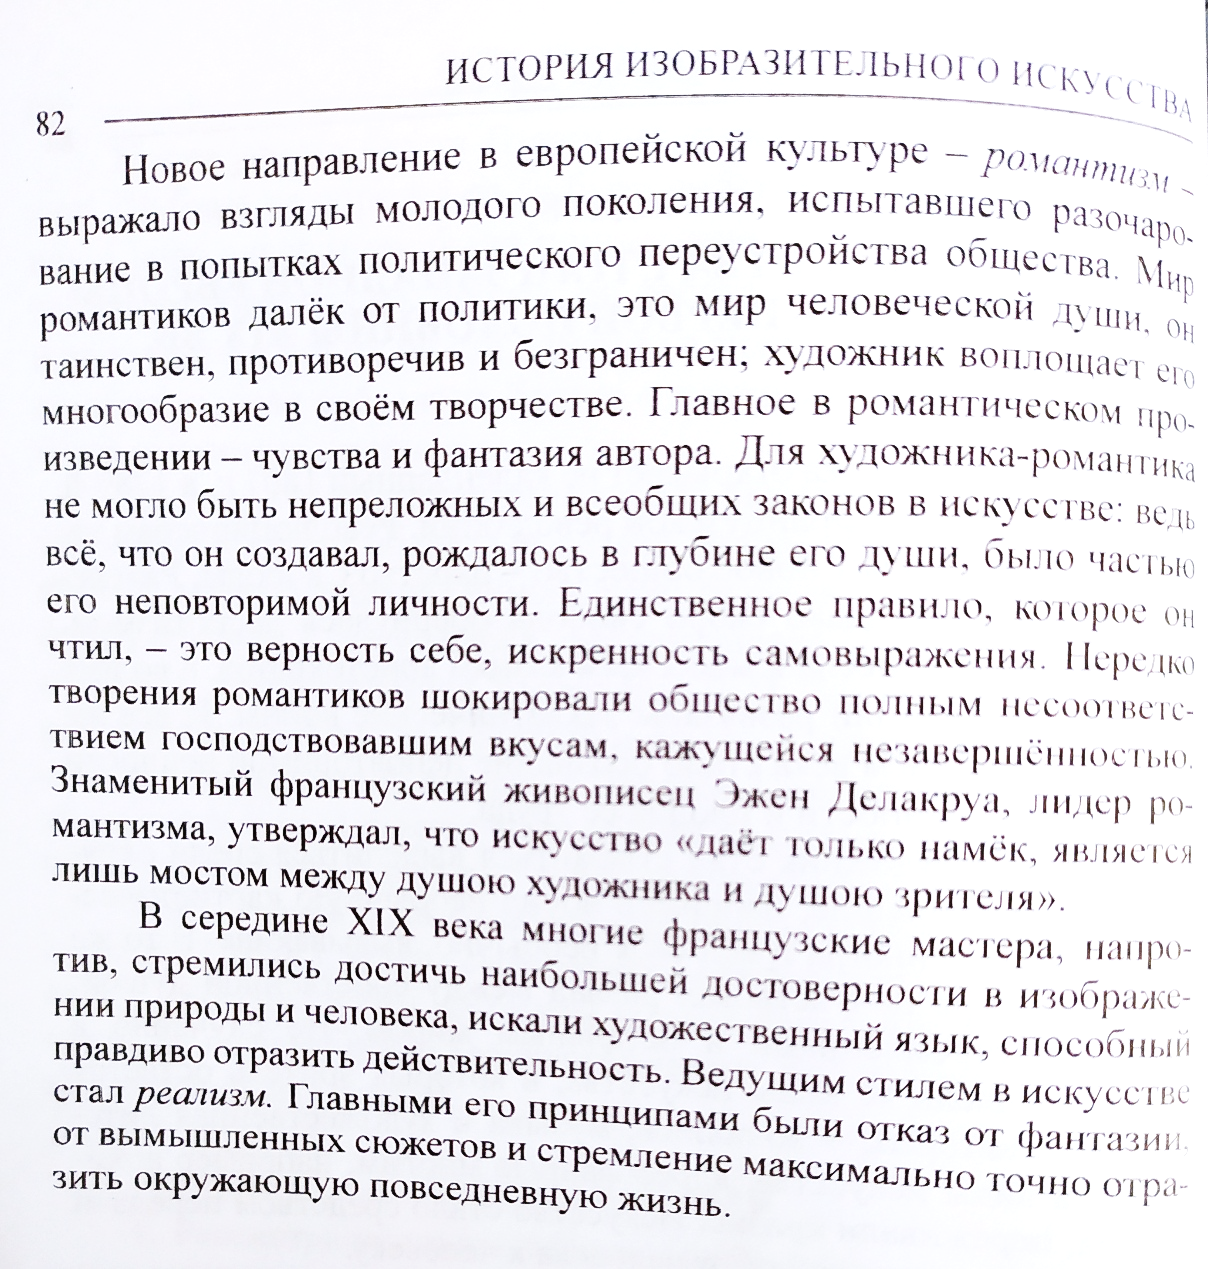 ИСТОРИЯ ИЗОБРАЗИТЕЛЬНОГО ИСКУССТВА
82
Новое направление в европейской культуре – романтизм –
выражало взгляды молодого поколения, испытавшего разочаро-
вание в попытках политического переустройства общества. Мир
романтиков далёк от политики, это мир человеческой души, он
таинствен, противоречив и безграничен; художник воплощает его
многообразие в своём творчестве. Главное в романтическом про-
изведении – чувства и фантазия автора. Для художника-романтика
не могло быть непреложных и всеобщих законов в искусстве: ведь
всё, что он создавал, рождалось в глубине его души, было частью
его неповторимой личности. Единственное правило, которое он
чтил, – это верность себе, искренность самовыражения. Нередко
творения романтиков шокировали общество полным несоответс-
твием господствовавшим вкусам, кажущейся незавершённостью.
Знаменитый французский живописец Эжен Делакруа, лидер ро-
мантизма, утверждал, что искусство «даёт только намёк, является
лишь мостом между душою художника и душою зрителя».
В середине XIX века многие французские мастера, напро-
тив, стремились достичь наибольшей достоверности в изображе-
нии природы и человека, искали художественный язык, способный
правдиво отразить действительность. Ведущим стилем в искусстве
стал реализм. Главными его принципами были отказ от фантазии,
от вымышленных сюжетов и стремление максимально точно отра-
зить окружающую повседневную жизнь.